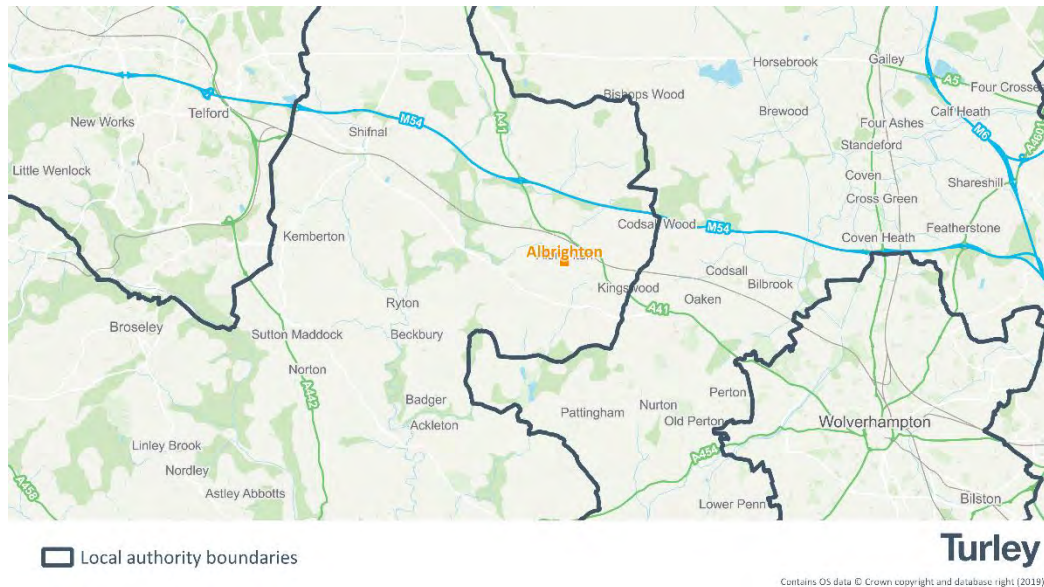 Horsebrook
Gailey
A5
Four Crosses
Bishops Wood
Brewood
Calf Heath
M6
A460
Telford
New Works
M54
A41
Shifnal
Four Ashes
Standeford
Little Wenlock
Coven
Shareshill
Cross Green
Kemberton
Codsall Wood
M54
Featherstone
Coven Heath
Albrighton
Codsall
Bilbrook
Kingswood
Oaken
A41
Ryton
Broseley
Sutton Maddock
Beckbury
Norton
A442
Badger
Ackleton
Pattingham
Nurton
Perton
Old Perton
Wolverhampton
Linley Brook
Nordley
A454
A458
Astley Abbotts
Lower Penn
Bilston
Local authority boundaries
Turley
Contains OS data © Crown copyright and database right (2019)